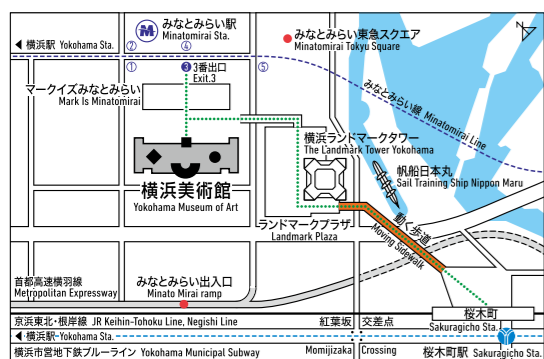 みなとみらい駅
Minatomirai Sta.
みなとみらい東急スクエア
Minatomirai Tokyu Square
横浜駅 Yokohama Sta.
② ④
① ❸ 3番出口 ⑤
Exit.3
マークイズみなとみらい
Mark Is Minatomirai
みなとみらい線 Minatomirai Line
横浜ランドマークタワー
The Landmark Tower Yokohama
帆船日本丸
Sail Training Ship Nippon Maru
横浜美術館
Yokohama Museum of Art
ランドマークプラザ
Landmark Plaza
動く歩道
Moving Sidewalk
首都高速横羽線
Metropolitan Expressway
みなとみらい出入口
Minato Mirai ramp
桜木町
Sakuragicho Sta.
京浜東北・根岸線 JR Keihin-Tohoku Line, Negishi Line
紅葉坂 交差点
横浜駅 Yokohama Sta.
Sakuragicho Sta.
横浜市営地下鉄ブルーライン Yokohama Municipal Subway
Momijizaka Crossing
桜木町駅